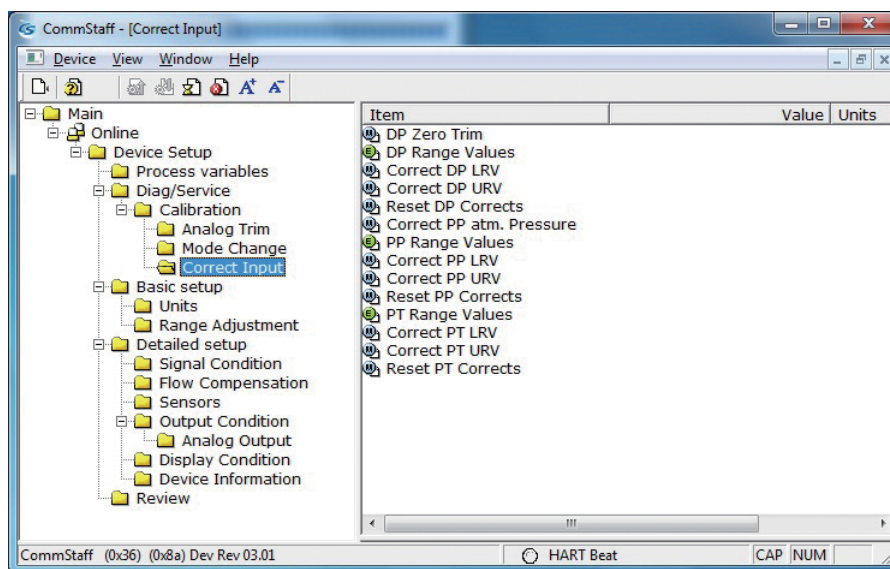 CommStaff - [Correct Input]
Device View Window Help
Main
Online
Device Setup
Process variables
Diag/Service
Calibration
Analog Trim
Mode Change
Correct Input
Basic setup
Units
Range Adjustment
Detailed setup
Signal Condition
Flow Compensation
Sensors
Output Condition
Analog Output
Display Condition
Device Information
Review
Item Value Units
DP Zero Trim
DP Range Values
Correct DP LRV
Correct DP URV
Reset DP Corrects
Correct PP atm. Pressure
PP Range Values
Correct PP LRV
Correct PP URV
Reset PP Corrects
PT Range Values
Correct PT LRV
Correct PT URV
Reset PT Corrects
CommStaff (0x36) (0x8a) Dev Rev 03.01 HART Beat CAP NUM